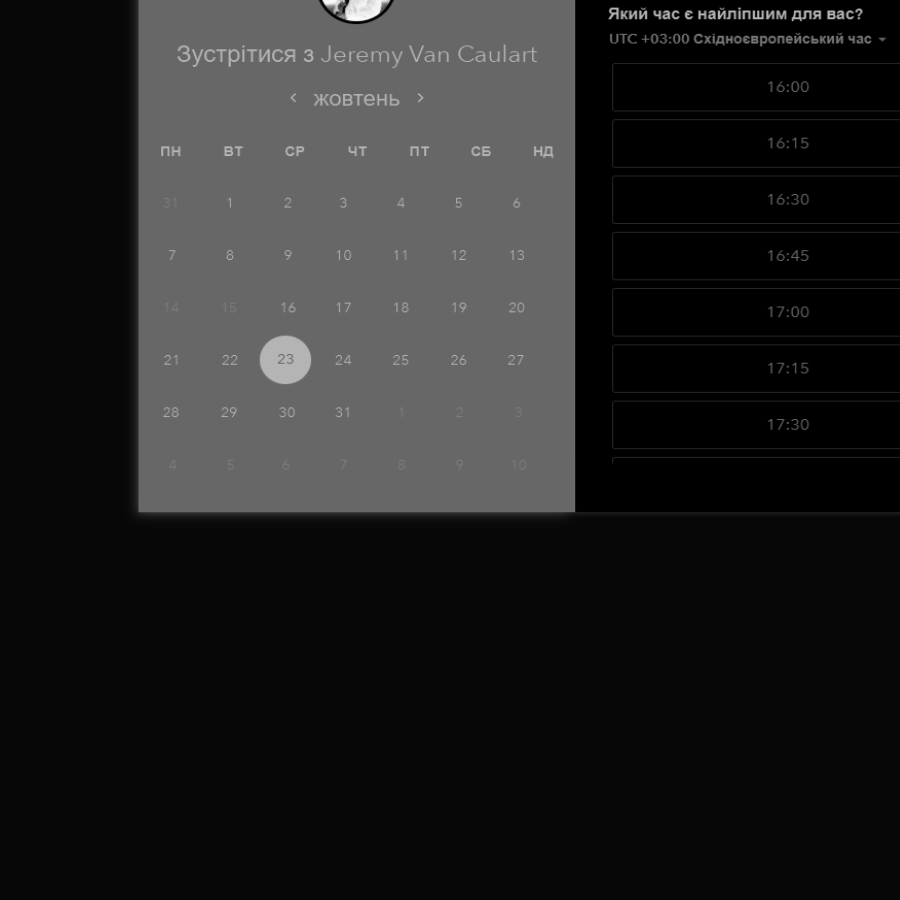 Зустрітися з Jeremy Van Caulart
жовтень
ПН ВТ СР ЧТ ПТ СБ НД
31 1 2 3 4 5 6
7 8 9 10 11 12 13
14 15 16 17 18 19 20
21 22 23 24 25 26 27
28 29 30 31 1 2 3
4 5 6 7 8 9 10
Який час є найліпшим для вас?
UTC +03:00 Східноєвропейський час
16:00
16:15
16:30
16:45
17:00
17:15
17:30